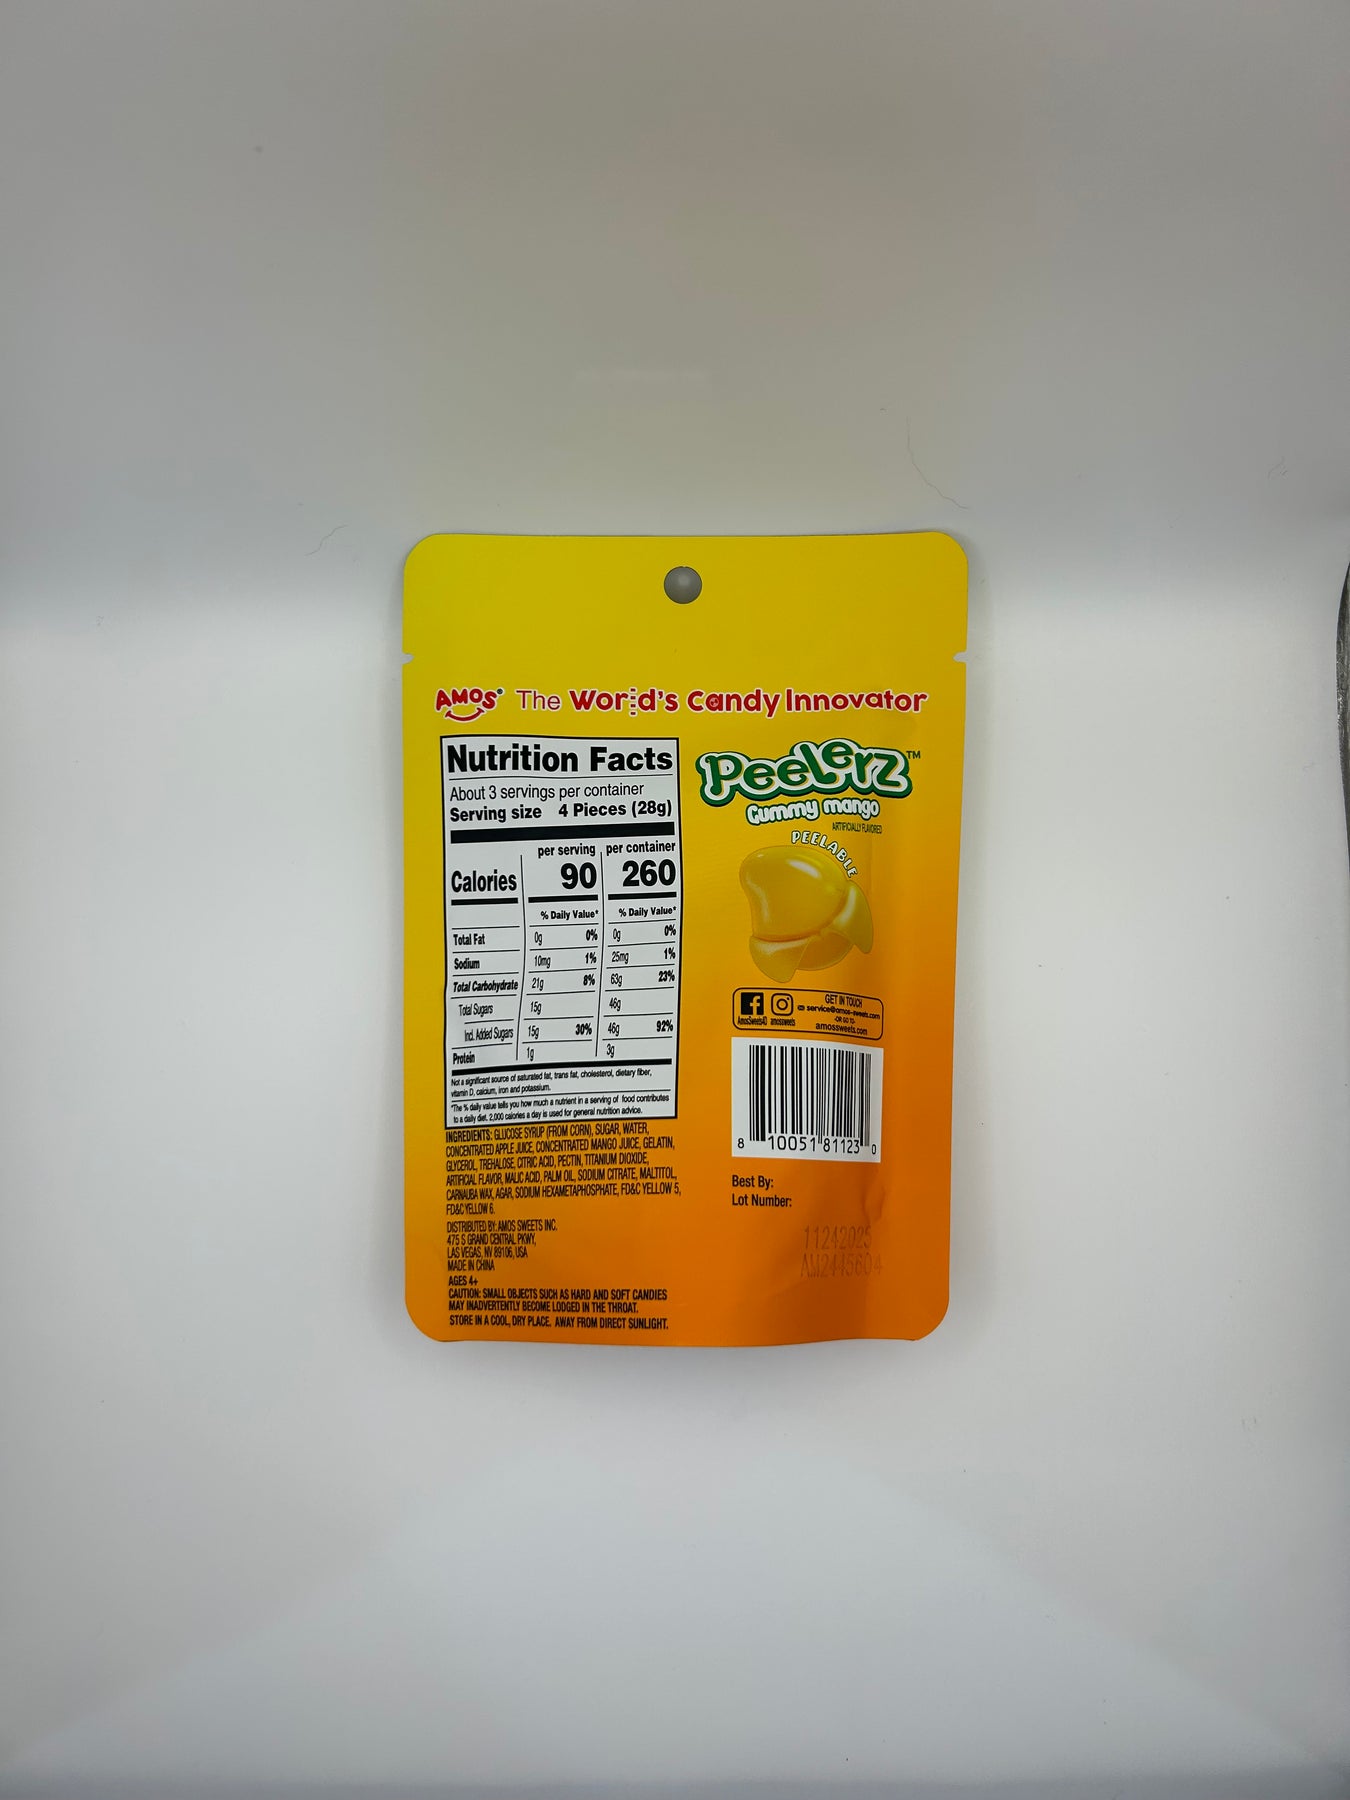 AMOS® The World's Candy Innovator
Nutrition Facts
About 3 servings per container
Serving size 4 Pieces (28g)
per serving per container
Calories 90 260
% Daily Value* % Daily Value*
Total Fat 0g 0% 0g 0%
Sodium 10mg 1% 25mg 1%
Total Carbohydrate 21g 8% 63g 23%
Total Sugars 15g 46g
Incl. Added Sugars 15g 30% 46g 92%
Protein 1g 3g
Not a significant source of saturated fat, trans fat, cholesterol, dietary fiber,
vitamin D, calcium, iron and potassium.
*The % daily value tells you how much a nutrient in a serving of food contributes
to a daily diet. 2,000 calories a day is used for general nutrition advice.
INGREDIENTS: GLUCOSE SYRUP (FROM CORN), SUGAR, WATER,
CONCENTRATED APPLE JUICE, CONCENTRATED MANGO JUICE, GELATIN,
GLYCEROL, TREHALOSE, CITRIC ACID, PECTIN, TITANIUM DIOXIDE,
ARTIFICIAL FLAVOR, MALIC ACID, PALM OIL, SODIUM CITRATE, MALTITOL,
CARNAUBA WAX, AGAR, SODIUM HEXAMETAPHOSPHATE, FD&C YELLOW 5,
FD&C YELLOW 6.
DISTRIBUTED BY: AMOS SWEETS INC.
475 S GRAND CENTRAL PKWY,
LAS VEGAS, NV 89106, USA
MADE IN CHINA
AGES 4+
CAUTION: SMALL OBJECTS SUCH AS HARD AND SOFT CANDIES
MAY INADVERTENTLY BECOME LODGED IN THE THROAT.
STORE IN A COOL, DRY PLACE. AWAY FROM DIRECT SUNLIGHT.
Peelerz™
Gummy mango
ARTIFICIALLY FLAVORED
PEELABLE
GET IN TOUCH
service@amos-sweets.com
-OR GO TO-
amossweets.com
AmosSweets4D amossweets
8 10051 81123 0
Best By:
Lot Number:
11242025
AM2445604